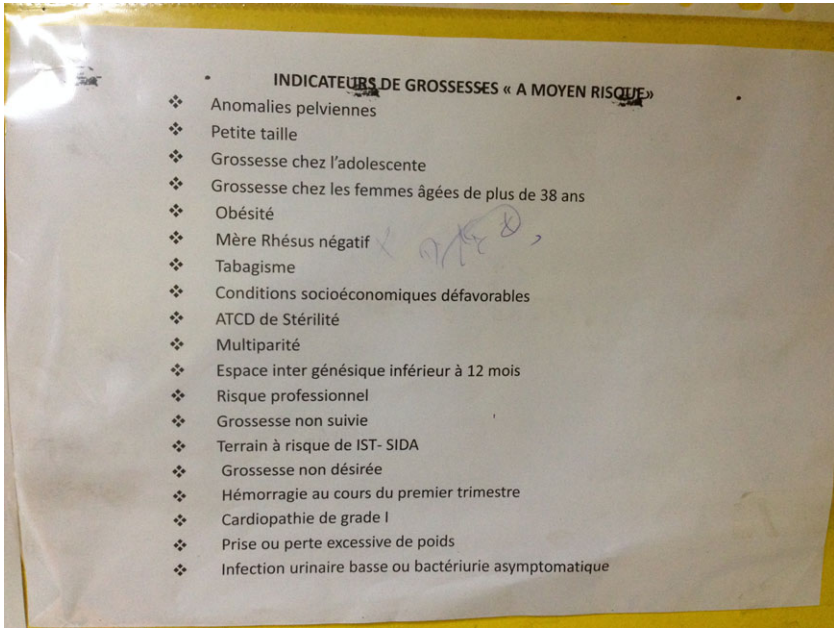 INDICATEURS DE GROSSESSES « A MOYEN RISQUE»
❖ Anomalies pelviennes
❖ Petite taille
❖ Grossesse chez l'adolescente
❖ Grossesse chez les femmes âgées de plus de 38 ans
❖ Obésité
❖ Mère Rhésus négatif
❖ Tabagisme
❖ Conditions socioéconomiques défavorables
❖ ATCD de Stérilité
❖ Multiparité
❖ Espace inter génésique inférieur à 12 mois
❖ Risque professionnel
❖ Grossesse non suivie
❖ Terrain à risque de IST- SIDA
❖ Grossesse non désirée
❖ Hémorragie au cours du premier trimestre
❖ Cardiopathie de grade I
❖ Prise ou perte excessive de poids
❖ Infection urinaire basse ou bactériurie asymptomatique